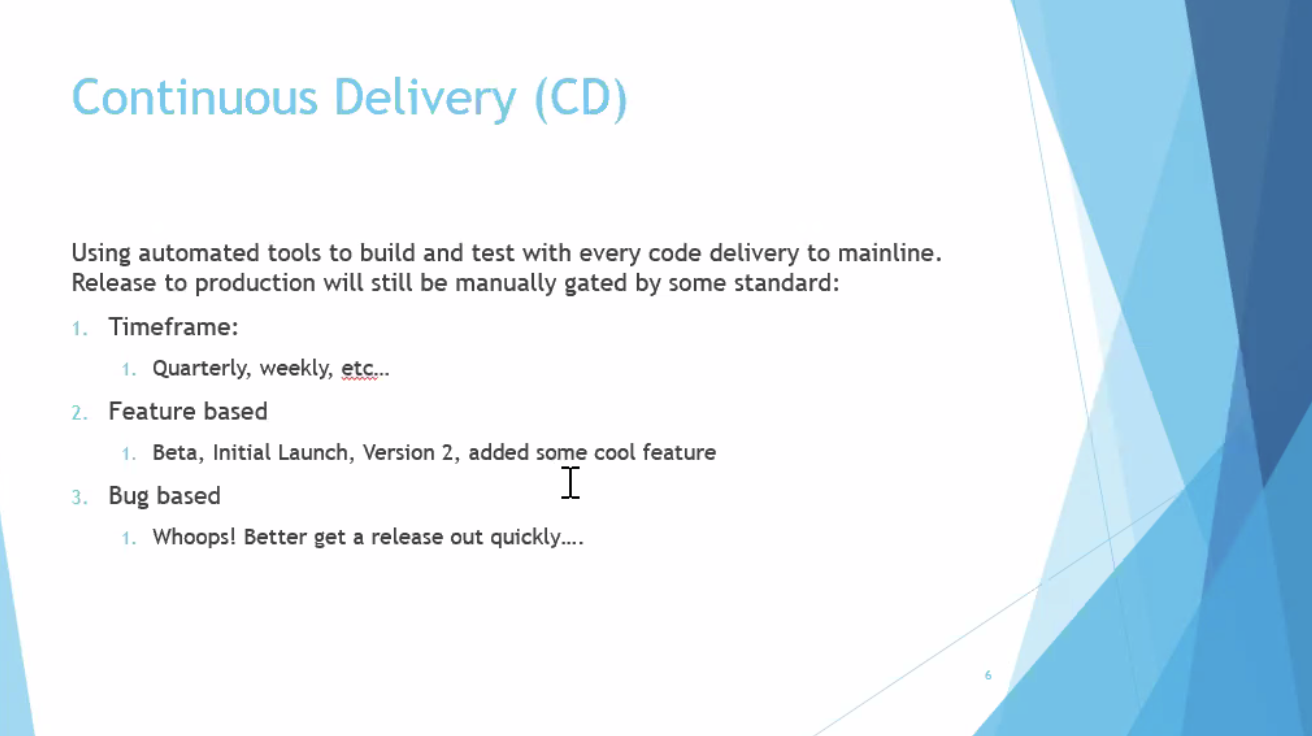 Continuous Delivery (CD)
Using automated tools to build and test with every code delivery to mainline.
Release to production will still be manually gated by some standard:
1. Timeframe:
1. Quarterly, weekly, etc…
2. Feature based
1. Beta, Initial Launch, Version 2, added some cool feature
3. Bug based
1. Whoops! Better get a release out quickly….
6